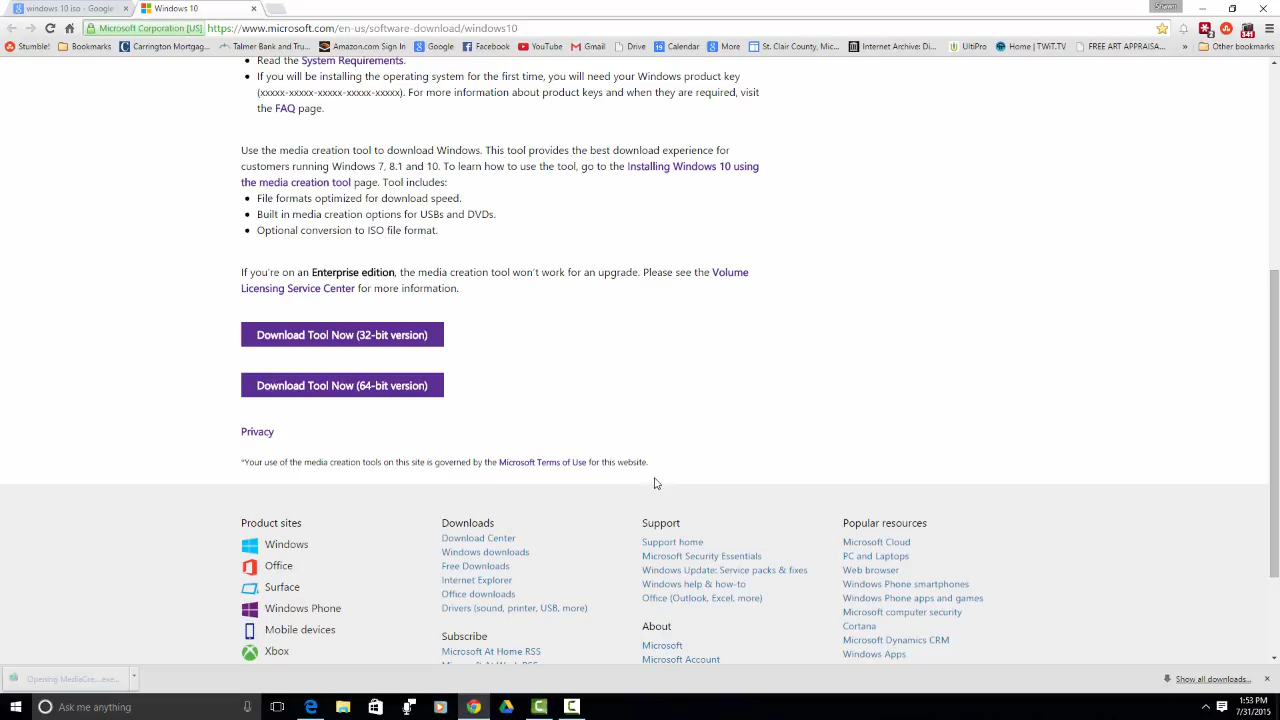 windows 10 iso - Google
Windows 10
Shawn
Microsoft Corporation [US]
https://www.microsoft.com/en-us/software-download/windows10
341
Stumble!
Bookmarks
Carrington Mortgag...
Talmer Bank and Tru...
Amazon.com Sign In
Google
Facebook
YouTube
Gmail
Drive
Calendar
More
St. Clair County, Mic...
Internet Archive: Di...
UltiPro
Home | TWiT.TV
FREE ART APPRAISA...
»
Other bookmarks
Read the System Requirements.
If you will be installing the operating system for the first time, you will need your Windows product key
(xxxxx-xxxxx-xxxxx-xxxxx-xxxxx). For more information about product keys and when they are required, visit
the FAQ page.
Use the media creation tool to download Windows. This tool provides the best download experience for
customers running Windows 7, 8.1 and 10. To learn how to use the tool, go to the Installing Windows 10 using
the media creation tool page. Tool includes:
File formats optimized for download speed.
Built in media creation options for USBs and DVDs.
Optional conversion to ISO file format.
If you're on an Enterprise edition, the media creation tool won't work for an upgrade. Please see the Volume
Licensing Service Center for more information.
Download Tool Now (32-bit version)
Download Tool Now (64-bit version)
Privacy
*Your use of the media creation tools on this site is governed by the Microsoft Terms of Use for this website.
Product sites
Windows
Office
Surface
Windows Phone
Mobile devices
Xbox
Downloads
Download Center
Windows downloads
Free Downloads
Internet Explorer
Office downloads
Drivers (sound, printer, USB, more)
Subscribe
Microsoft At Home RSS
Microsoft At Work RSS
Support
Support home
Microsoft Security Essentials
Windows Update: Service packs & fixes
Windows help & how-to
Office (Outlook, Excel, more)
About
Microsoft
Microsoft Account
Popular resources
Microsoft Cloud
PC and Laptops
Web browser
Windows Phone smartphones
Windows Phone apps and games
Microsoft computer security
Cortana
Microsoft Dynamics CRM
Windows Apps
Opening MediaCre....exe...
Show all downloads...
Ask me anything
1:53 PM
7/31/2015